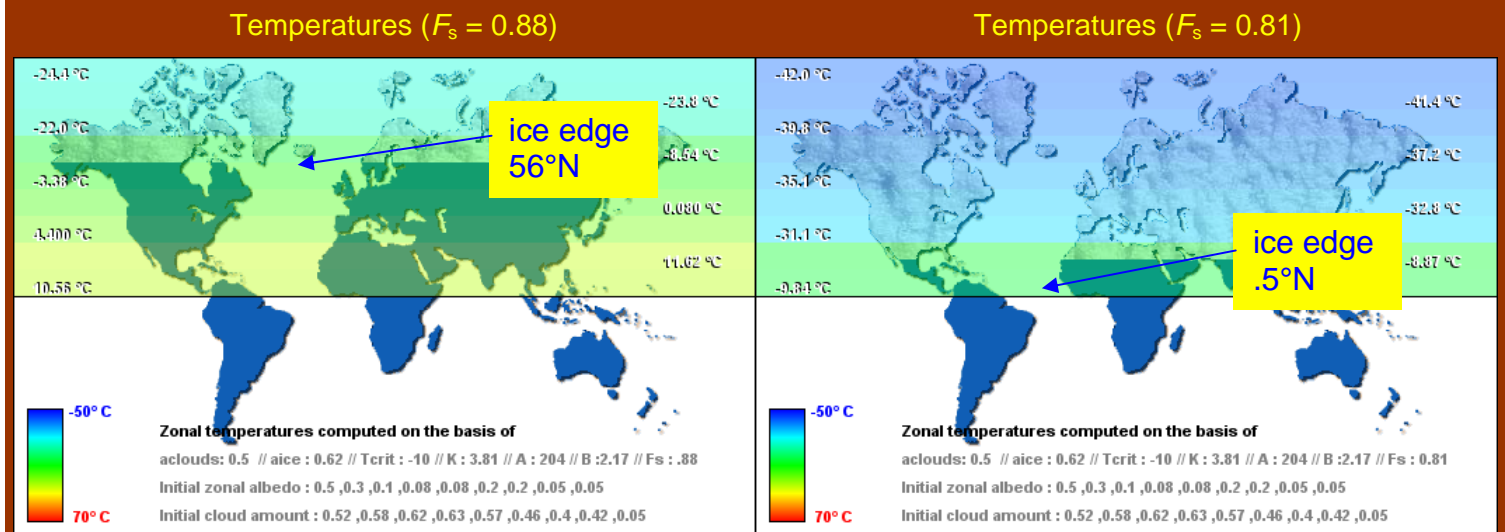 Temperatures (Fs = 0.88)
-24.4 °C
-23.8 °C
-22.0 °C
ice edge
56°N
-8.54 °C
-3.38 °C
0.080 °C
4.400 °C
11.62 °C
10.56 °C
-50° C
70° C
Zonal temperatures computed on the basis of
aclouds: 0.5 // aice : 0.62 // Tcrit : -10 // K : 3.81 // A : 204 // B :2.17 // Fs : .88
Initial zonal albedo : 0.5 ,0.3 ,0.1 ,0.08 ,0.08 ,0.2 ,0.2 ,0.05 ,0.05
Initial cloud amount : 0.52 ,0.58 ,0.62 ,0.63 ,0.57 ,0.46 ,0.4 ,0.42 ,0.05
Temperatures (Fs = 0.81)
-42.0 °C
-41.4 °C
-39.8 °C
-37.2 °C
-35.1 °C
-32.8 °C
-31.1 °C
ice edge
.5°N
-8.87 °C
-9.84 °C
-50° C
70° C
Zonal temperatures computed on the basis of
aclouds: 0.5 // aice : 0.62 // Tcrit : -10 // K : 3.81 // A : 204 // B :2.17 // Fs : 0.81
Initial zonal albedo : 0.5 ,0.3 ,0.1 ,0.08 ,0.08 ,0.2 ,0.2 ,0.05 ,0.05
Initial cloud amount : 0.52 ,0.58 ,0.62 ,0.63 ,0.57 ,0.46 ,0.4 ,0.42 ,0.05